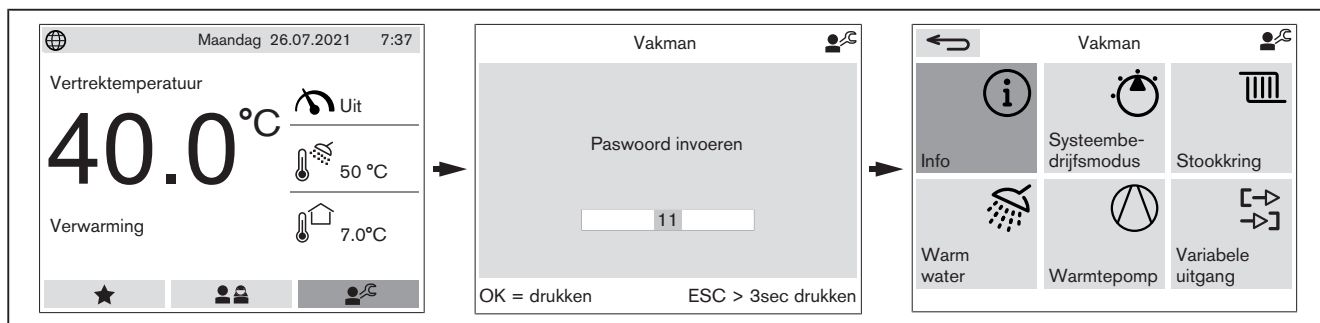 Maandag 26.07.2021 7:37
Vertrektemperatuur
40.0°C
Uit
50 °C
Verwarming
7.0°C
Vakman
Paswoord invoeren
11
OK = drukken ESC > 3sec drukken
Vakman
Info
Systeembe-
drijfsmodus
Stookkring
Warm
water
Warmtepomp
Variabele
uitgang